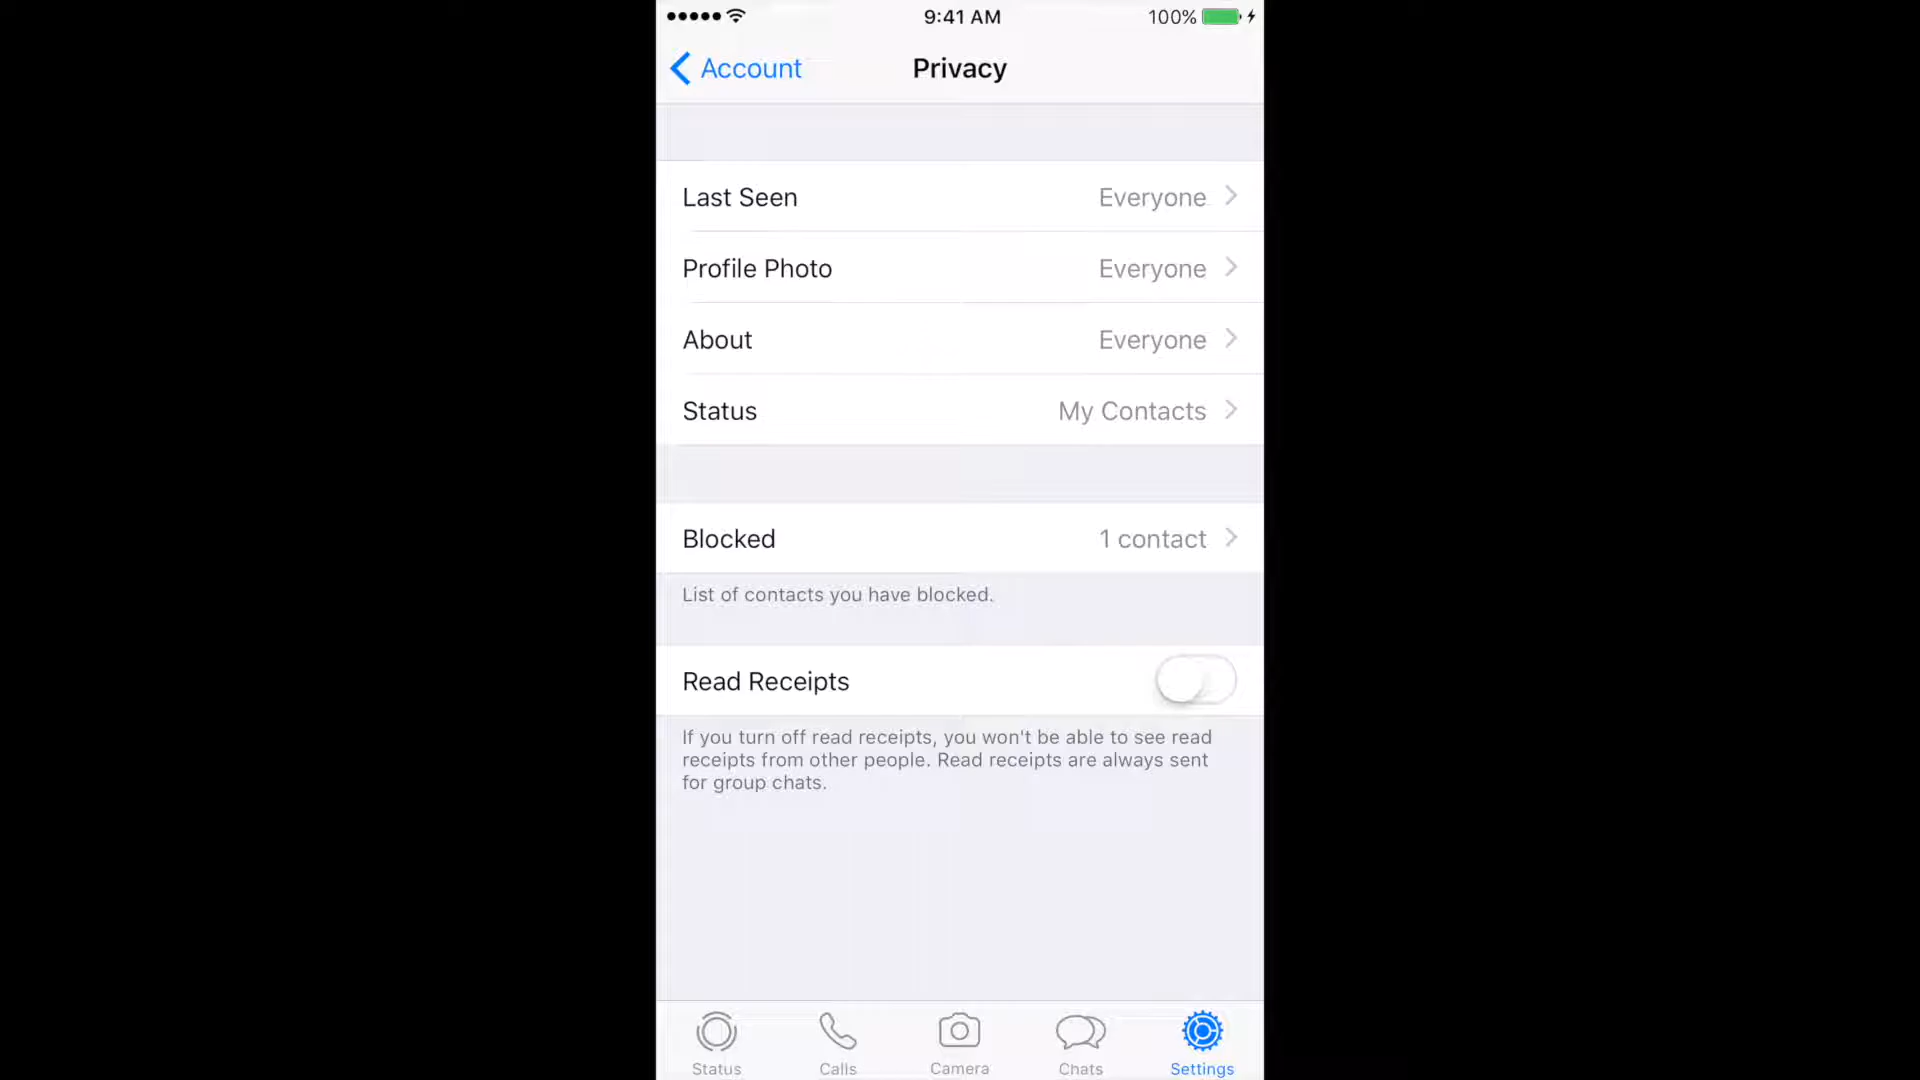 9:41 AM 100%
Account Privacy
Last Seen Everyone
Profile Photo Everyone
About Everyone
Status My Contacts
Blocked 1 contact
List of contacts you have blocked.
Read Receipts
If you turn off read receipts, you won't be able to see read
receipts from other people. Read receipts are always sent
for group chats.
Status Calls Camera Chats Settings